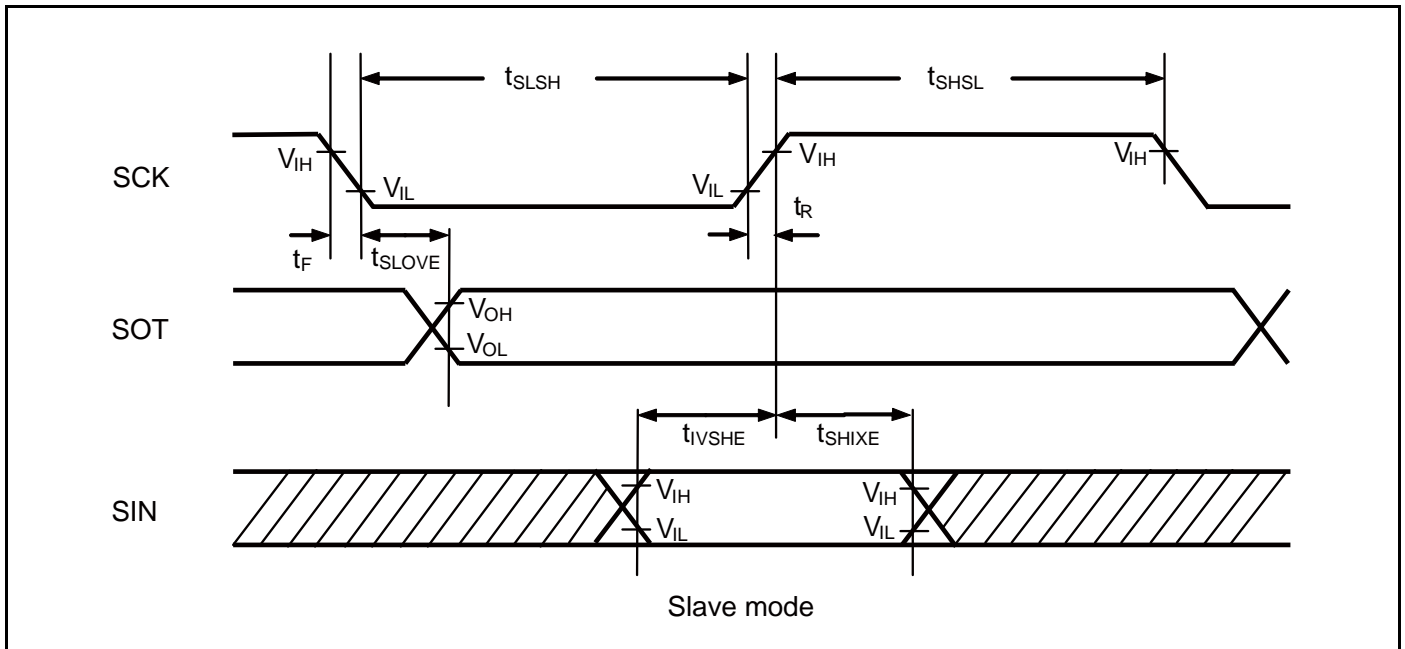 tSLSH
tSHSL
SCK
VIH
VIL
VIL
VIH
VIH
tR
tF
tSLOVE
SOT
VOH
VOL
tIVSHE
tSHIXE
SIN
VIH
VIL
VIH
VIL
Slave mode